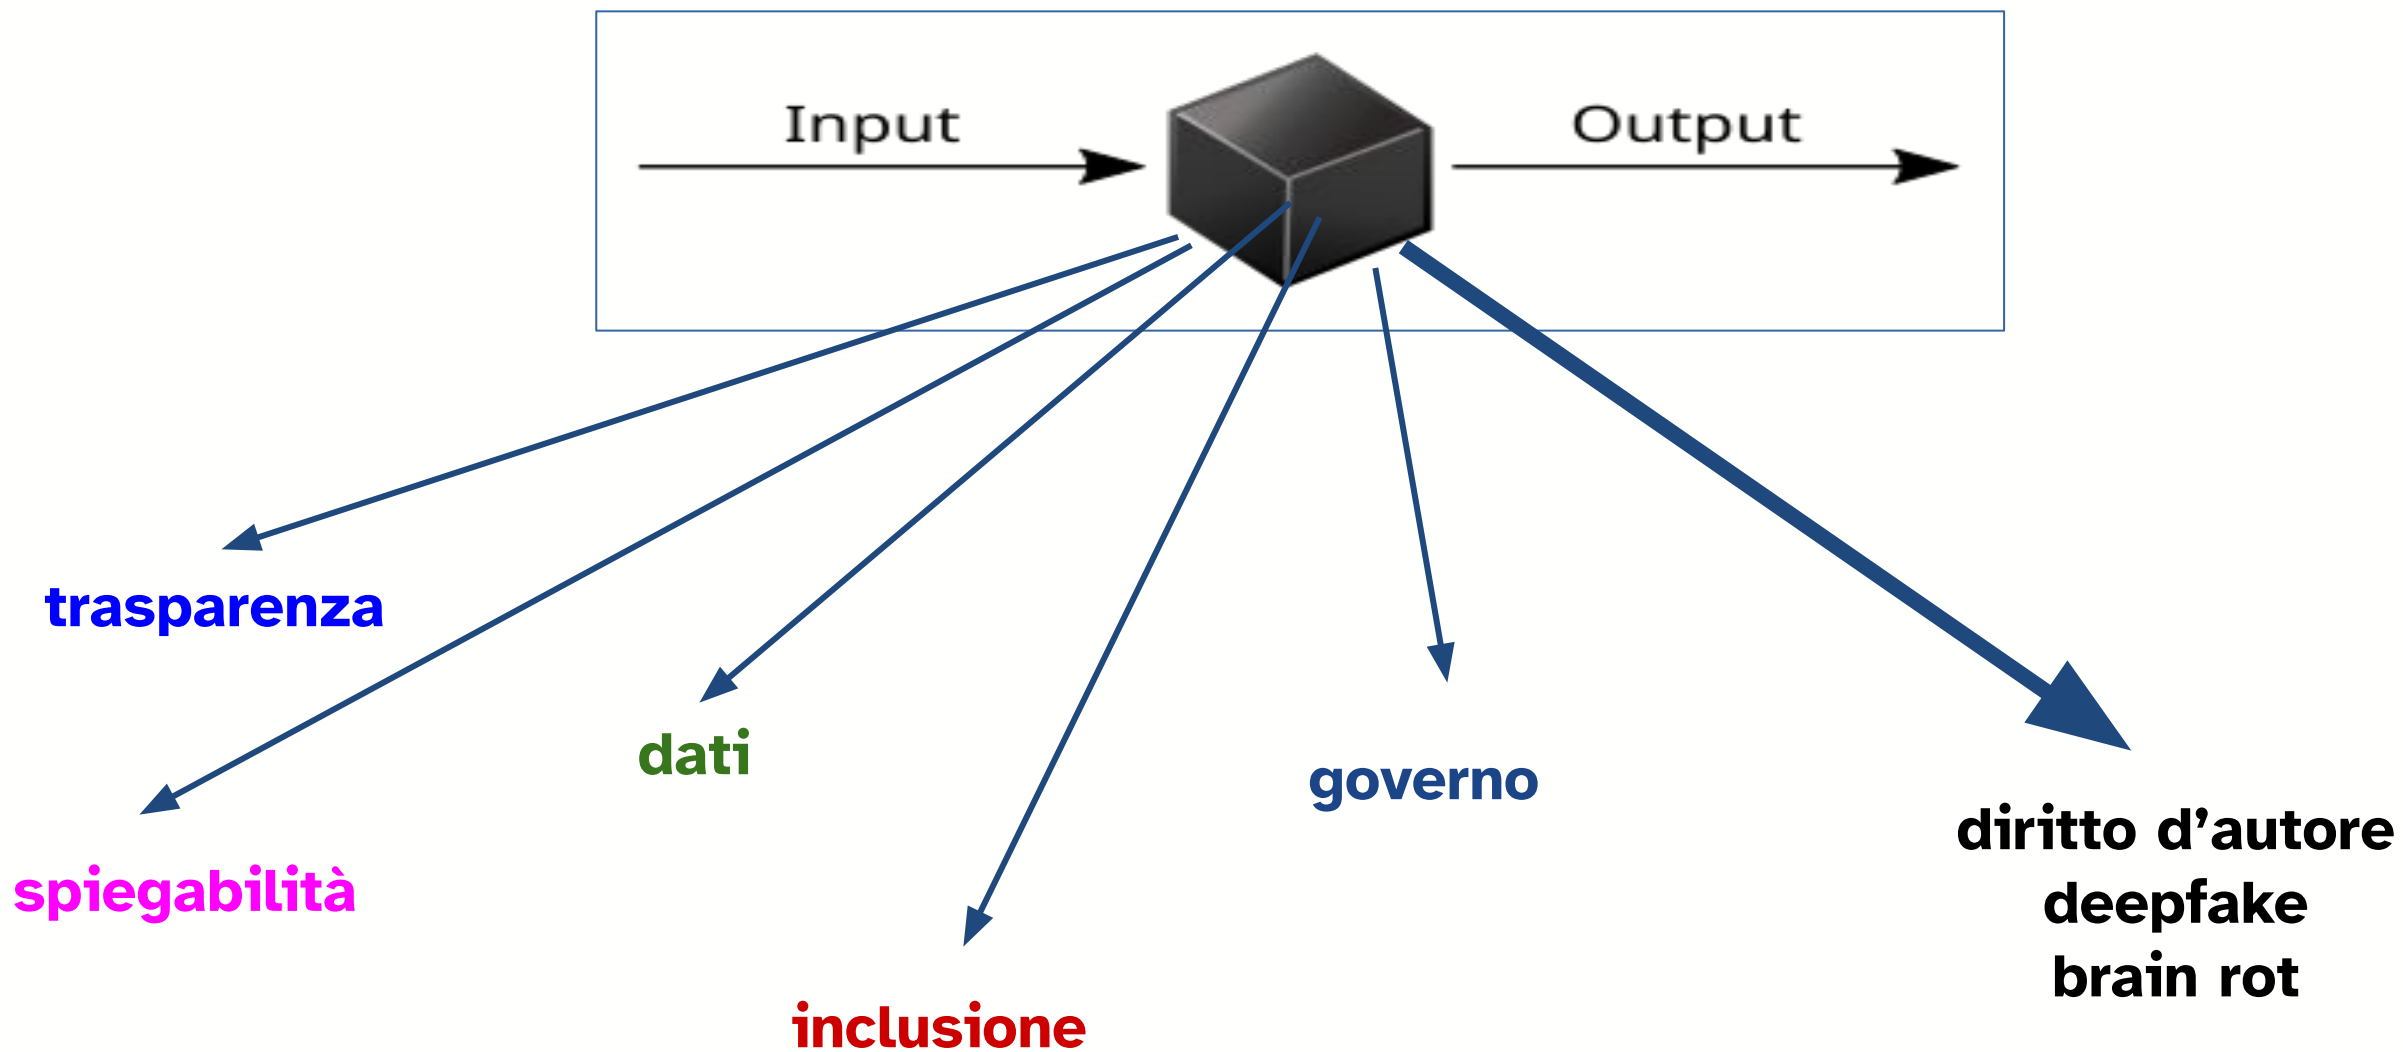 Input
Output
trasparenza
dati
governo
diritto d’autore
spiegabilità
deepfake
brain rot
inclusione